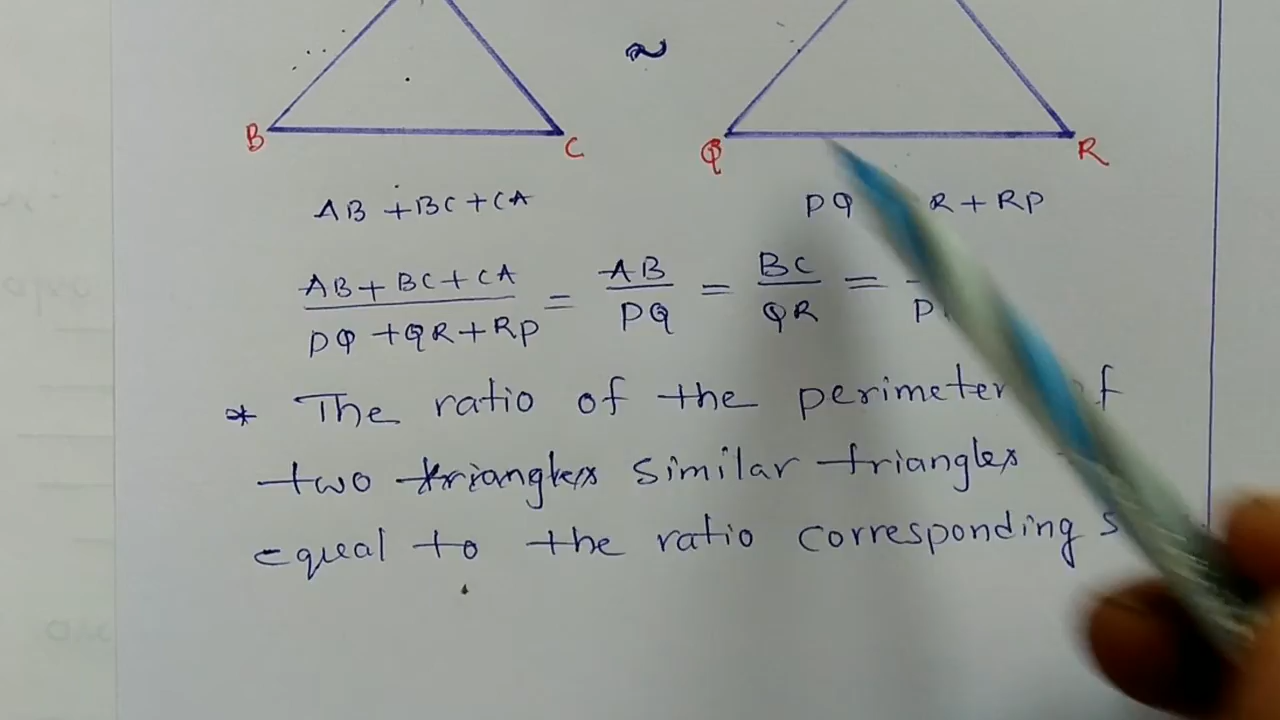 B C ~ Q R
AB + BC + CA PQ R + RP
AB + BC + CA / PQ + QR + RP = AB / PQ = BC / QR =
* The ratio of the perimeter of
two triangles similar triangles
equal to the ratio corresponding